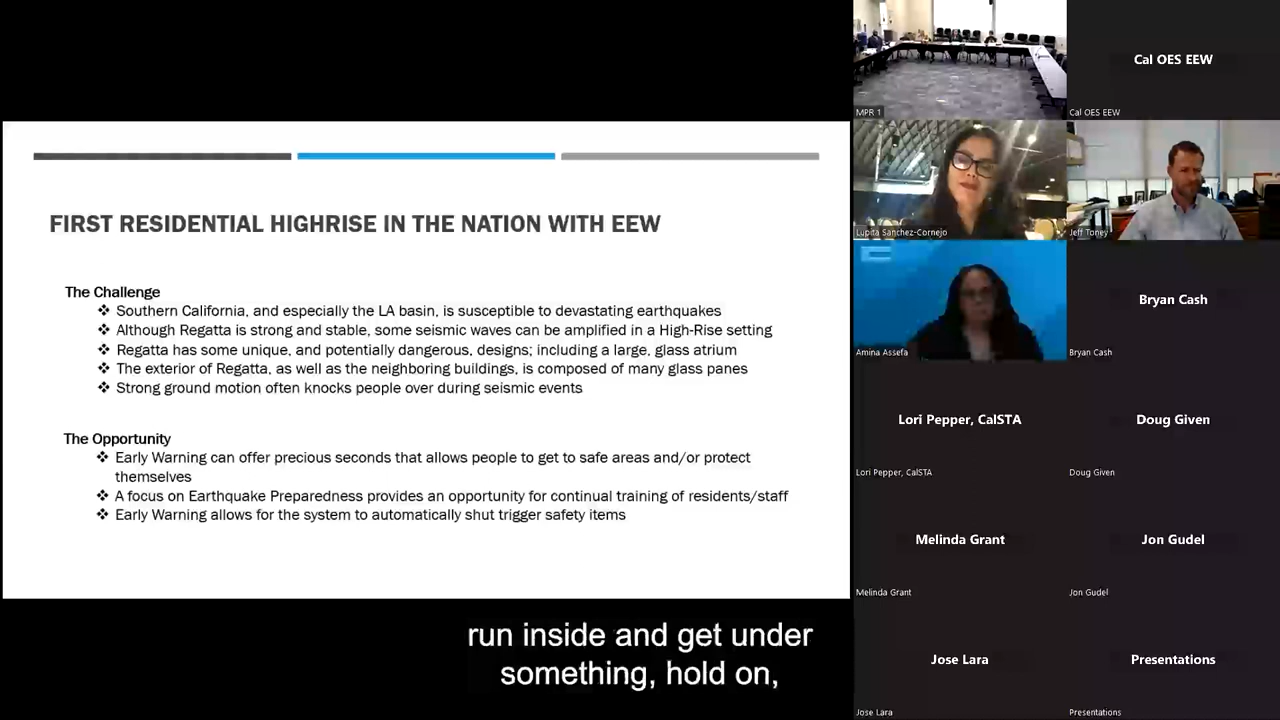 FIRST RESIDENTIAL HIGHRISE IN THE NATION WITH EEW
The Challenge
❖ Southern California, and especially the LA basin, is susceptible to devastating earthquakes
❖ Although Regatta is strong and stable, some seismic waves can be amplified in a High-Rise setting
❖ Regatta has some unique, and potentially dangerous, designs; including a large, glass atrium
❖ The exterior of Regatta, as well as the neighboring buildings, is composed of many glass panes
❖ Strong ground motion often knocks people over during seismic events
The Opportunity
❖ Early Warning can offer precious seconds that allows people to get to safe areas and/or protect
themselves
❖ A focus on Earthquake Preparedness provides an opportunity for continual training of residents/staff
❖ Early Warning allows for the system to automatically shut trigger safety items
run inside and get under
something, hold on,
MPR 1
Cal OES EEW
Cal OES EEW
Lupita Sanchez-Cornejo
Jeff Toney
Amina Assefa
Bryan Cash
Bryan Cash
Lori Pepper, CalSTA
Lori Pepper, CalSTA
Doug Given
Doug Given
Melinda Grant
Melinda Grant
Jon Gudel
Jon Gudel
Jose Lara
Jose Lara
Presentations
Presentations